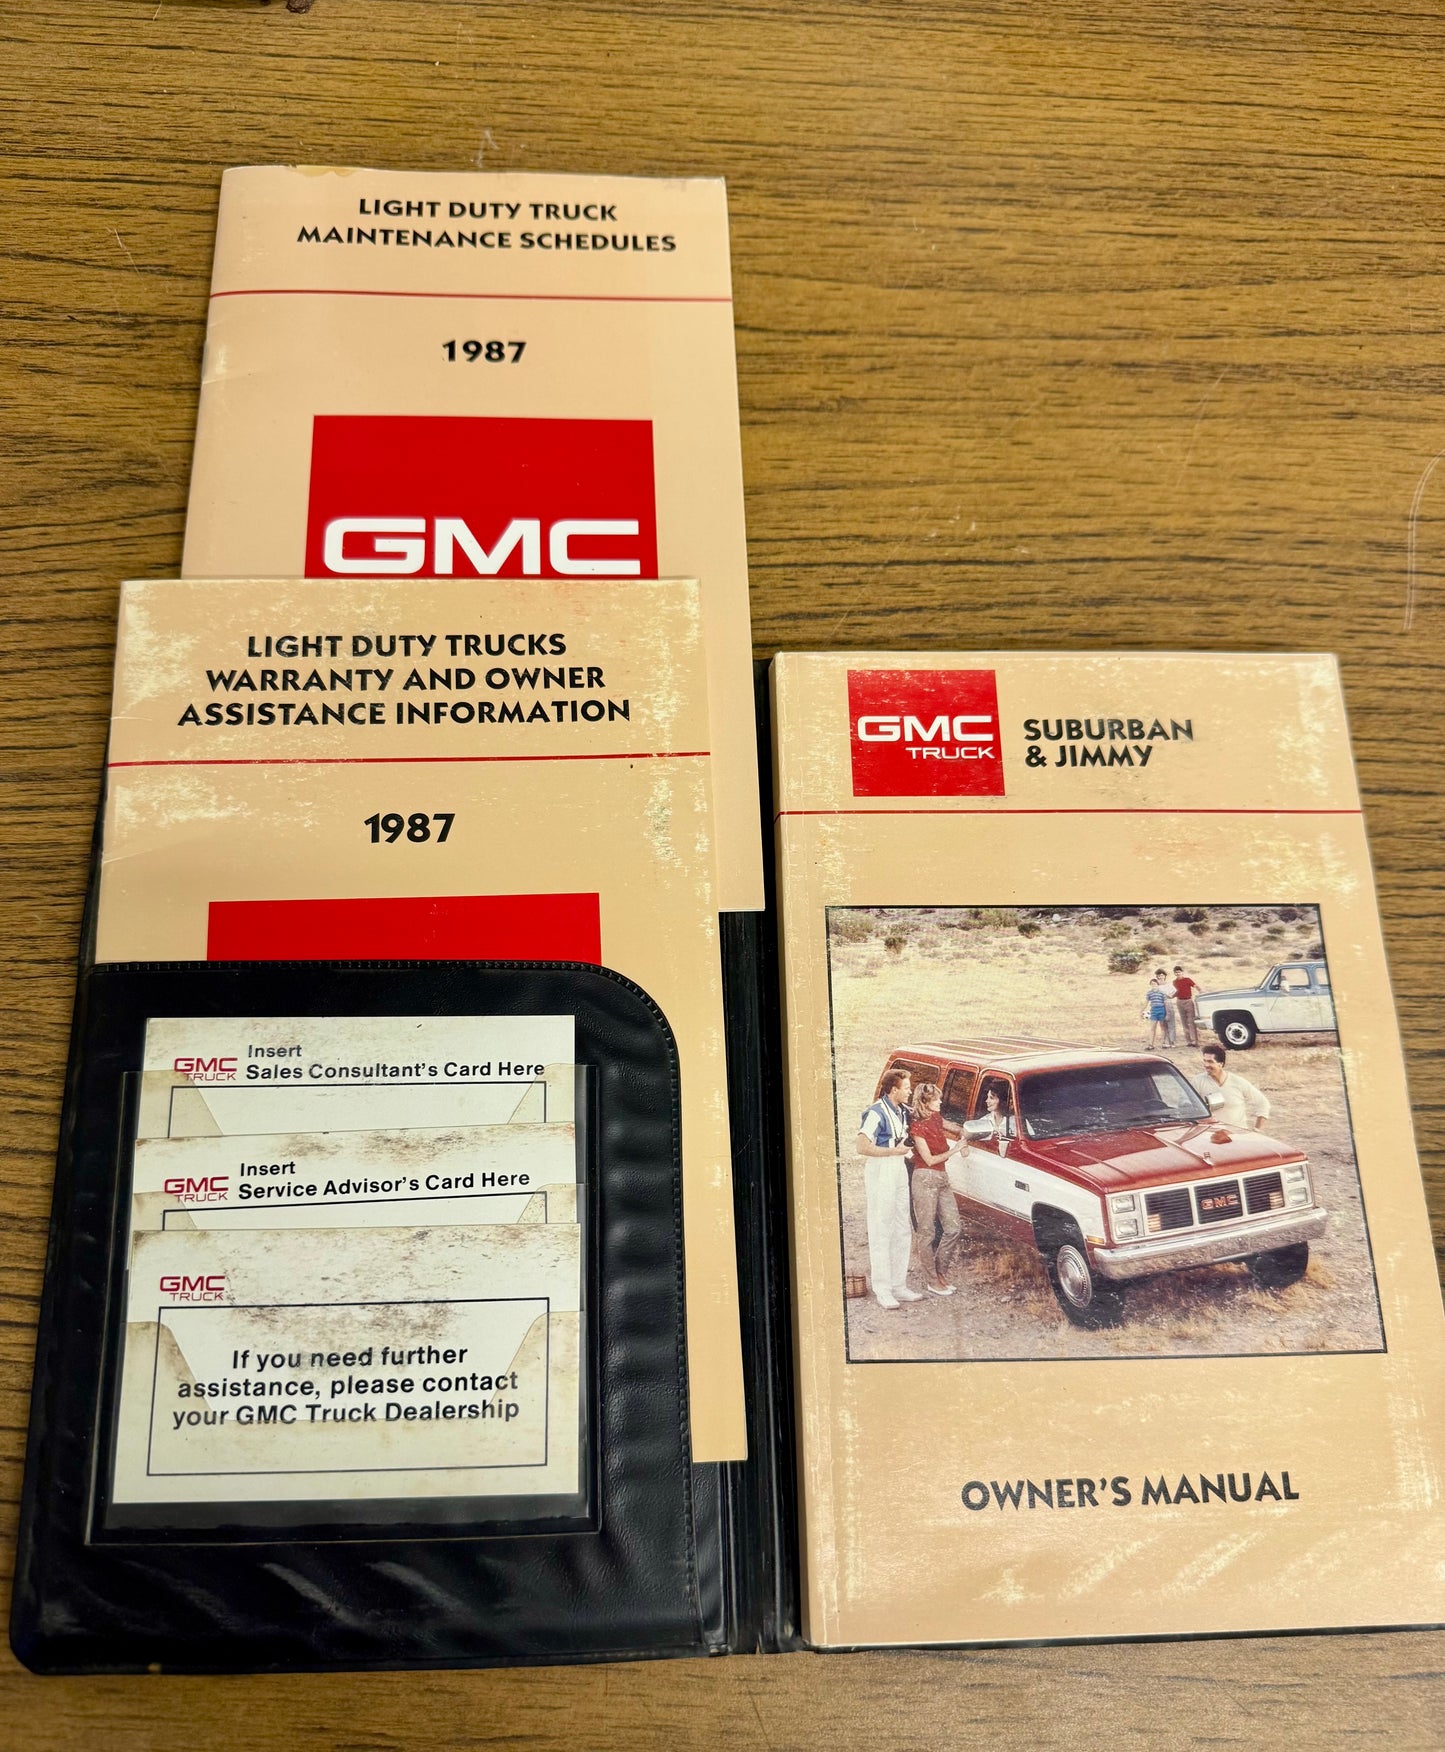 LIGHT DUTY TRUCK
MAINTENANCE SCHEDULES
1987
GMC
LIGHT DUTY TRUCKS
WARRANTY AND OWNER
ASSISTANCE INFORMATION
1987
GMC
TRUCK
Insert
Sales Consultant's Card Here
GMC
TRUCK
Insert
Service Advisor's Card Here
GMC
TRUCK
If you need further
assistance, please contact
your GMC Truck Dealership
GMC
TRUCK
SUBURBAN
& JIMMY
GMC
OWNER'S MANUAL